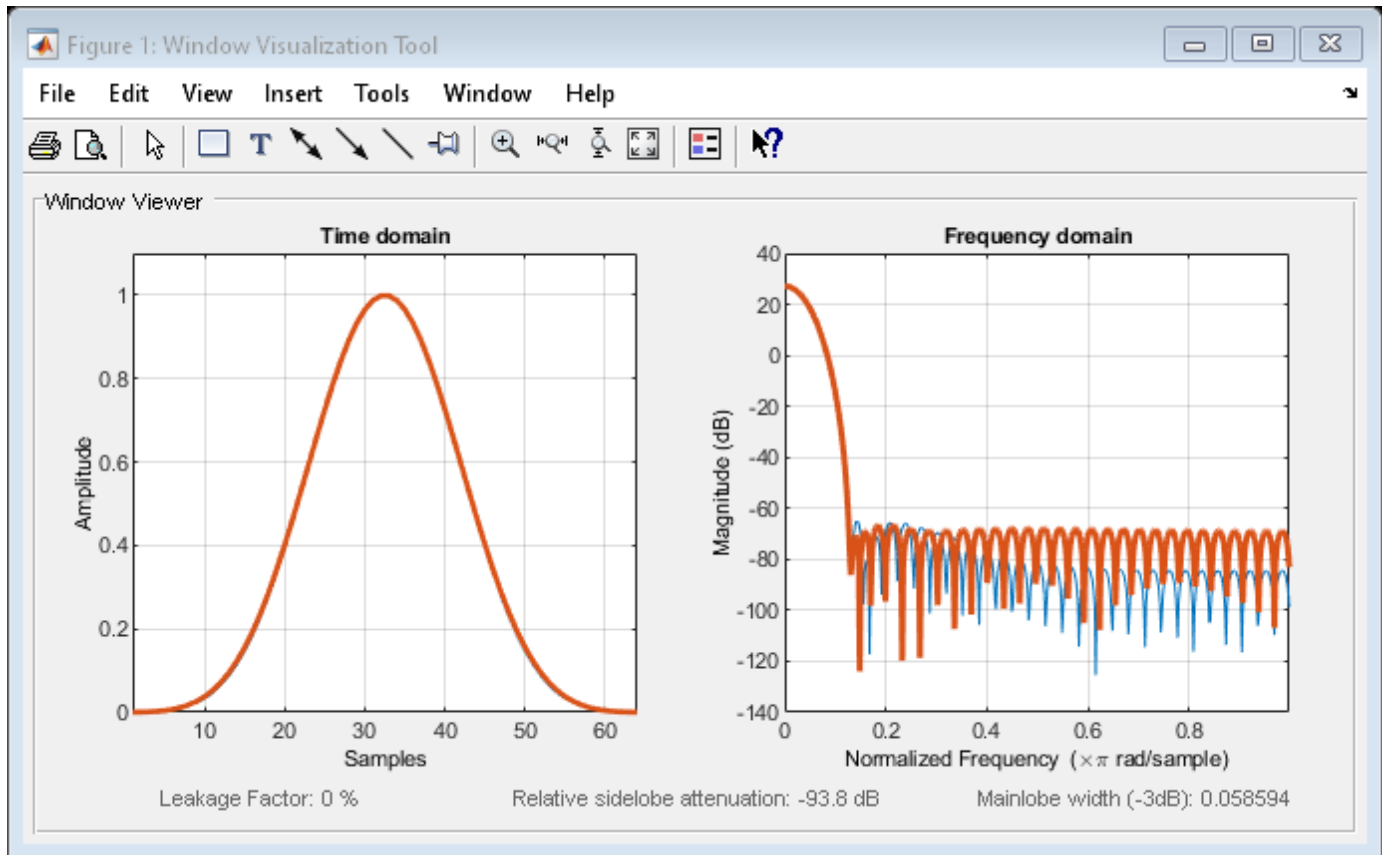 Figure 1: Window Visualization Tool
File Edit View Insert Tools Window Help
T
?
Window Viewer
Time domain
1
0.8
0.6
0.4
0.2
0
Amplitude
10 20 30 40 50 60
Samples
Frequency domain
40
20
0
-20
-40
-60
-80
-100
-120
-140
Magnitude (dB)
0 0.2 0.4 0.6 0.8
Normalized Frequency (×π rad/sample)
Leakage Factor: 0 % Relative sidelobe attenuation: -93.8 dB Mainlobe width (-3dB): 0.058594